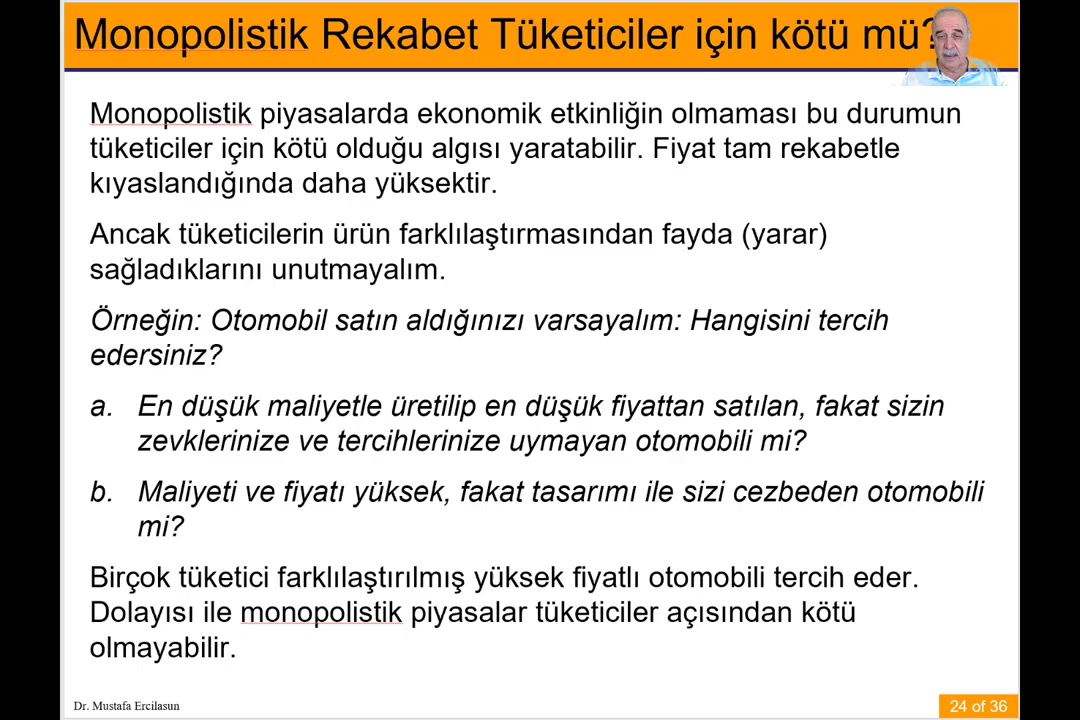 Monopolistik Rekabet Tüketiciler için kötü mü?
Monopolistik piyasalarda ekonomik etkinliğin olmaması bu durumun
tüketiciler için kötü olduğu algısı yaratabilir. Fiyat tam rekabetle
kıyaslandığında daha yüksektir.
Ancak tüketicilerin ürün farklılaştırmasından fayda (yarar)
sağladıklarını unutmayalım.
Örneğin: Otomobil satın aldığınızı varsayalım: Hangisini tercih
edersiniz?
a. En düşük maliyetle üretilip en düşük fiyattan satılan, fakat sizin
zevklerinize ve tercihlerinize uymayan otomobili mi?
b. Maliyeti ve fiyatı yüksek, fakat tasarımı ile sizi cezbeden otomobili
mi?
Birçok tüketici farklılaştırılmış yüksek fiyatlı otomobili tercih eder.
Dolayısı ile monopolistik piyasalar tüketiciler açısından kötü
olmayabilir.
Dr. Mustafa Ercilasun
24 of 36